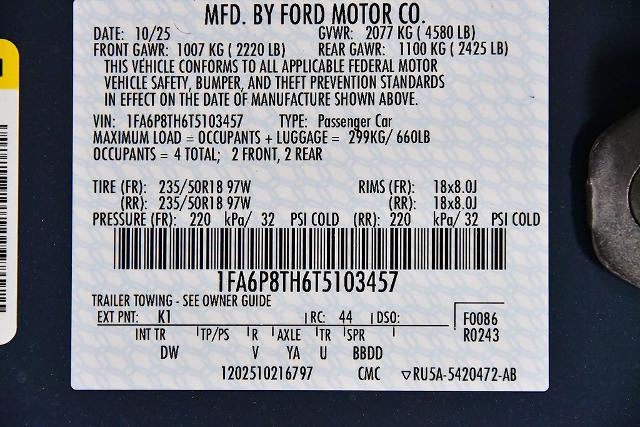 MFD. BY FORD MOTOR CO.
DATE: 10/25 GVWR: 2077 KG ( 4580 LB)
FRONT GAWR: 1007 KG ( 2220 LB) REAR GAWR: 1100 KG ( 2425 LB)
THIS VEHICLE CONFORMS TO ALL APPLICABLE FEDERAL MOTOR
VEHICLE SAFETY, BUMPER, AND THEFT PREVENTION STANDARDS
IN EFFECT ON THE DATE OF MANUFACTURE SHOWN ABOVE.
VIN: 1FA6P8TH6T5103457 TYPE: Passenger Car
MAXIMUM LOAD = OCCUPANTS + LUGGAGE = 299KG/ 660LB
OCCUPANTS = 4 TOTAL; 2 FRONT, 2 REAR
TIRE (FR): 235/50R18 97W RIMS (FR): 18x8.0J
(RR): 235/50R18 97W (RR): 18x8.0J
PRESSURE (FR): 220 kPa/ 32 PSI COLD (RR): 220 kPa/ 32 PSI COLD
1FA6P8TH6T5103457
TRAILER TOWING - SEE OWNER GUIDE
EXT PNT: K1 RC: 44 DSO: F0086
INT TR TP/PS R AXLE TR SPR R0243
DW V YA U BBDD
1202510216797 CMC ▽RU5A-5420472-AB